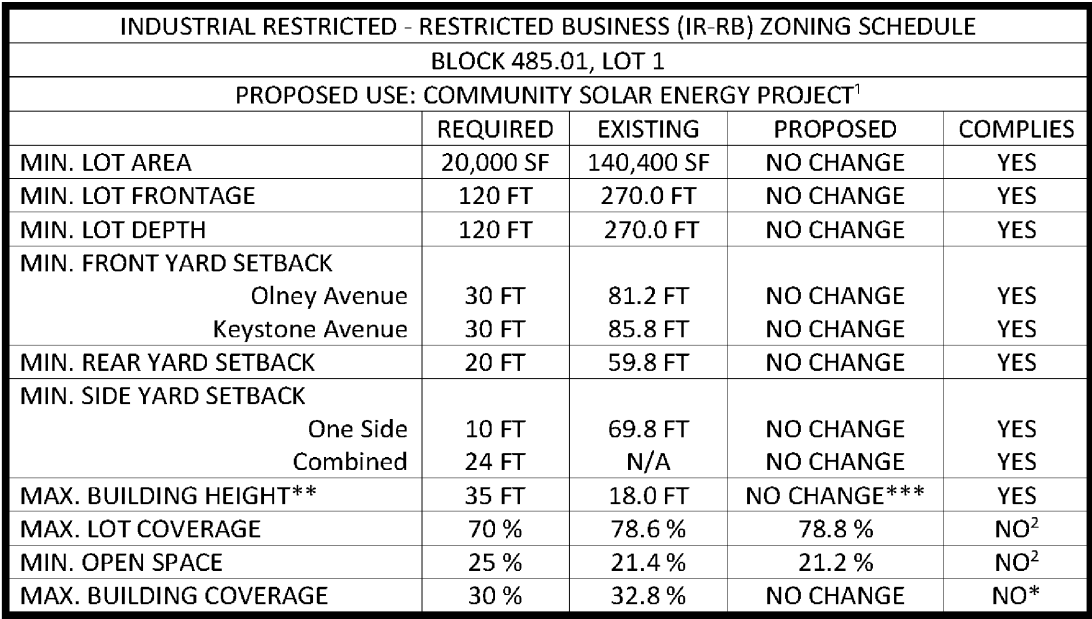 INDUSTRIAL RESTRICTED - RESTRICTED BUSINESS (IR-RB) ZONING SCHEDULE
BLOCK 485.01, LOT 1
PROPOSED USE: COMMUNITY SOLAR ENERGY PROJECT¹
REQUIRED EXISTING PROPOSED COMPLIES
MIN. LOT AREA 20,000 SF 140,400 SF NO CHANGE YES
MIN. LOT FRONTAGE 120 FT 270.0 FT NO CHANGE YES
MIN. LOT DEPTH 120 FT 270.0 FT NO CHANGE YES
MIN. FRONT YARD SETBACK
Olney Avenue 30 FT 81.2 FT NO CHANGE YES
Keystone Avenue 30 FT 85.8 FT NO CHANGE YES
MIN. REAR YARD SETBACK 20 FT 59.8 FT NO CHANGE YES
MIN. SIDE YARD SETBACK
One Side 10 FT 69.8 FT NO CHANGE YES
Combined 24 FT N/A NO CHANGE YES
MAX. BUILDING HEIGHT** 35 FT 18.0 FT NO CHANGE*** YES
MAX. LOT COVERAGE 70 % 78.6 % 78.8 % NO²
MIN. OPEN SPACE 25 % 21.4 % 21.2 % NO²
MAX. BUILDING COVERAGE 30 % 32.8 % NO CHANGE NO*